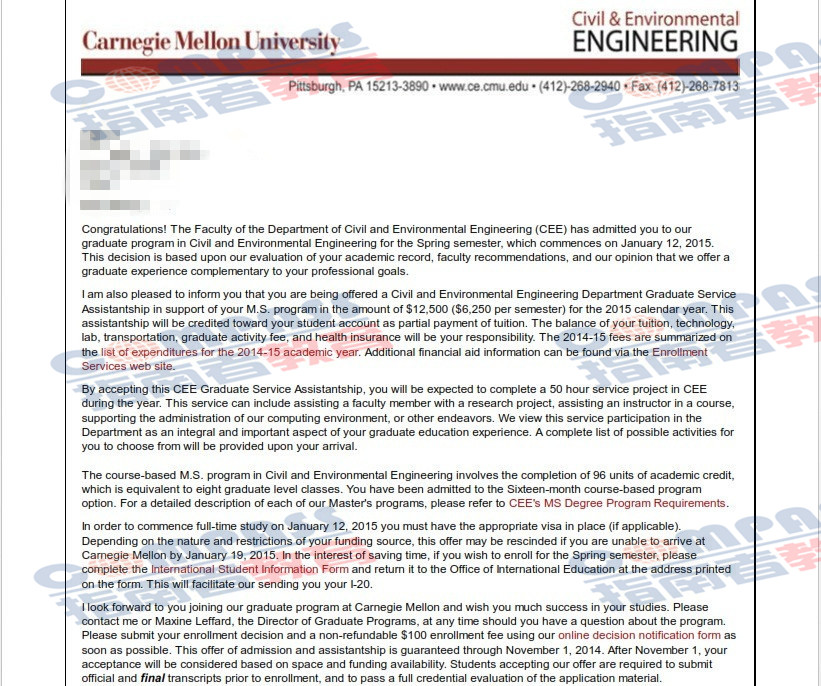 Carnegie Mellon University
Civil & Environmental
ENGINEERING
Pittsburgh, PA 15213-3890 • www.ce.cmu.edu • (412)-268-2940 • Fax: (412)-268-7813
Congratulations! The Faculty of the Department of Civil and Environmental Engineering (CEE) has admitted you to our
graduate program in Civil and Environmental Engineering for the Spring semester, which commences on January 12, 2015.
This decision is based upon our evaluation of your academic record, faculty recommendations, and our opinion that we offer a
graduate experience complementary to your professional goals.
I am also pleased to inform you that you are being offered a Civil and Environmental Engineering Department Graduate Service
Assistantship in support of your M.S. program in the amount of $12,500 ($6,250 per semester) for the 2015 calendar year. This
assistantship will be credited toward your student account as partial payment of tuition. The balance of your tuition, technology,
lab, transportation, graduate activity fee, and health insurance will be your responsibility. The 2014-15 fees are summarized on
the list of expenditures for the 2014-15 academic year. Additional financial aid information can be found via the Enrollment
Services web site.
By accepting this CEE Graduate Service Assistantship, you will be expected to complete a 50 hour service project in CEE
during the year. This service can include assisting a faculty member with a research project, assisting an instructor in a course,
supporting the administration of our computing environment, or other endeavors. We view this service participation in the
Department as an integral and important aspect of your graduate education experience. A complete list of possible activities for
you to choose from will be provided upon your arrival.
The course-based M.S. program in Civil and Environmental Engineering involves the completion of 96 units of academic credit,
which is equivalent to eight graduate level classes. You have been admitted to the Sixteen-month course-based program
option. For a detailed description of each of our Master's programs, please refer to CEE's MS Degree Program Requirements.
In order to commence full-time study on January 12, 2015 you must have the appropriate visa in place (if applicable).
Depending on the nature and restrictions of your funding source, this offer may be rescinded if you are unable to arrive at
Carnegie Mellon by January 19, 2015. In the interest of saving time, if you wish to enroll for the Spring semester, please
complete the International Student Information Form and return it to the Office of International Education at the address printed
on the form. This will facilitate our sending you your I-20.
I look forward to you joining our graduate program at Carnegie Mellon and wish you much success in your studies. Please
contact me or Maxine Leffard, the Director of Graduate Programs, at any time should you have a question about the program.
Please submit your enrollment decision and a non-refundable $100 enrollment fee using our online decision notification form as
soon as possible. This offer of admission and assistantship is guaranteed through November 1, 2014. After November 1, your
acceptance will be considered based on space and funding availability. Students accepting our offer are required to submit
official and final transcripts prior to enrollment, and to pass a full credential evaluation of the application material.
COMPASS
指南者教育